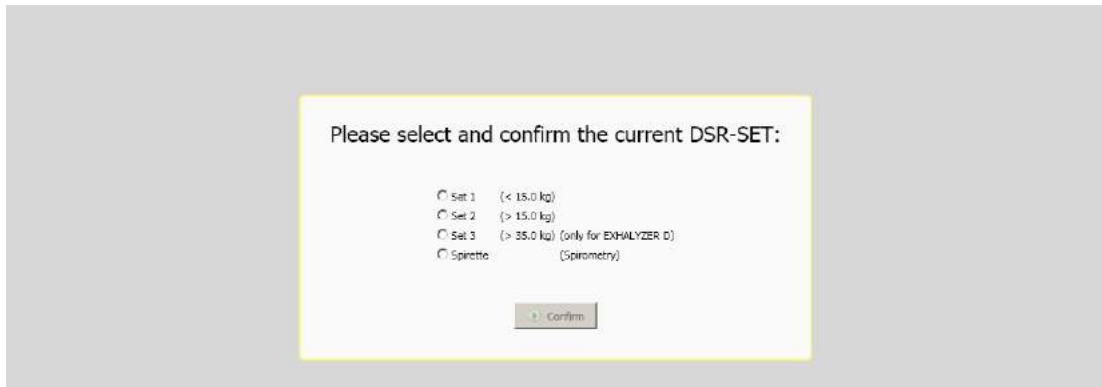 Please select and confirm the current DSR-SET:
Set 1 (< 15.0 kg)
Set 2 (> 15.0 kg)
Set 3 (> 35.0 kg) (only for EXHALYZER D)
Spirette (Spirometry)
Confirm